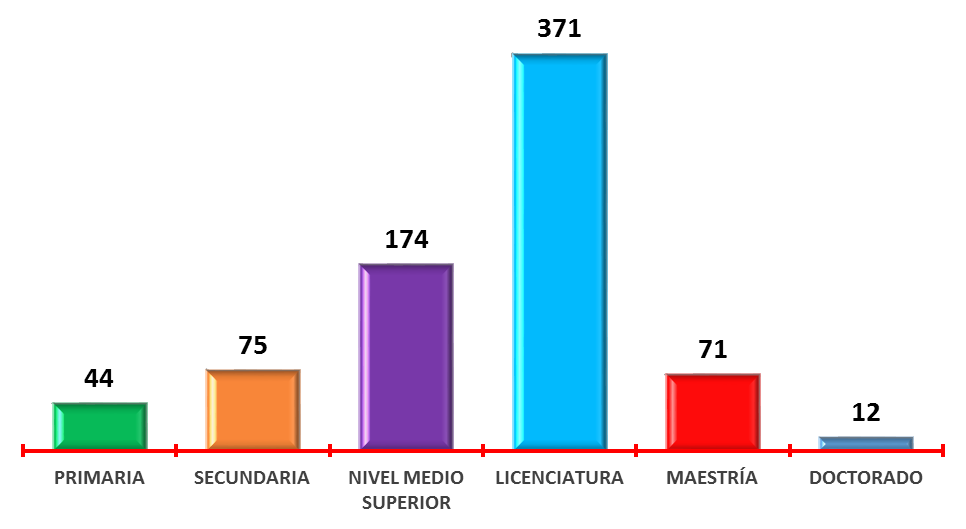 371
174
75
71
44
12
PRIMARIA
SECUNDARIA
NIVEL MEDIO
SUPERIOR
LICENCIATURA
MAESTRÍA
DOCTORADO